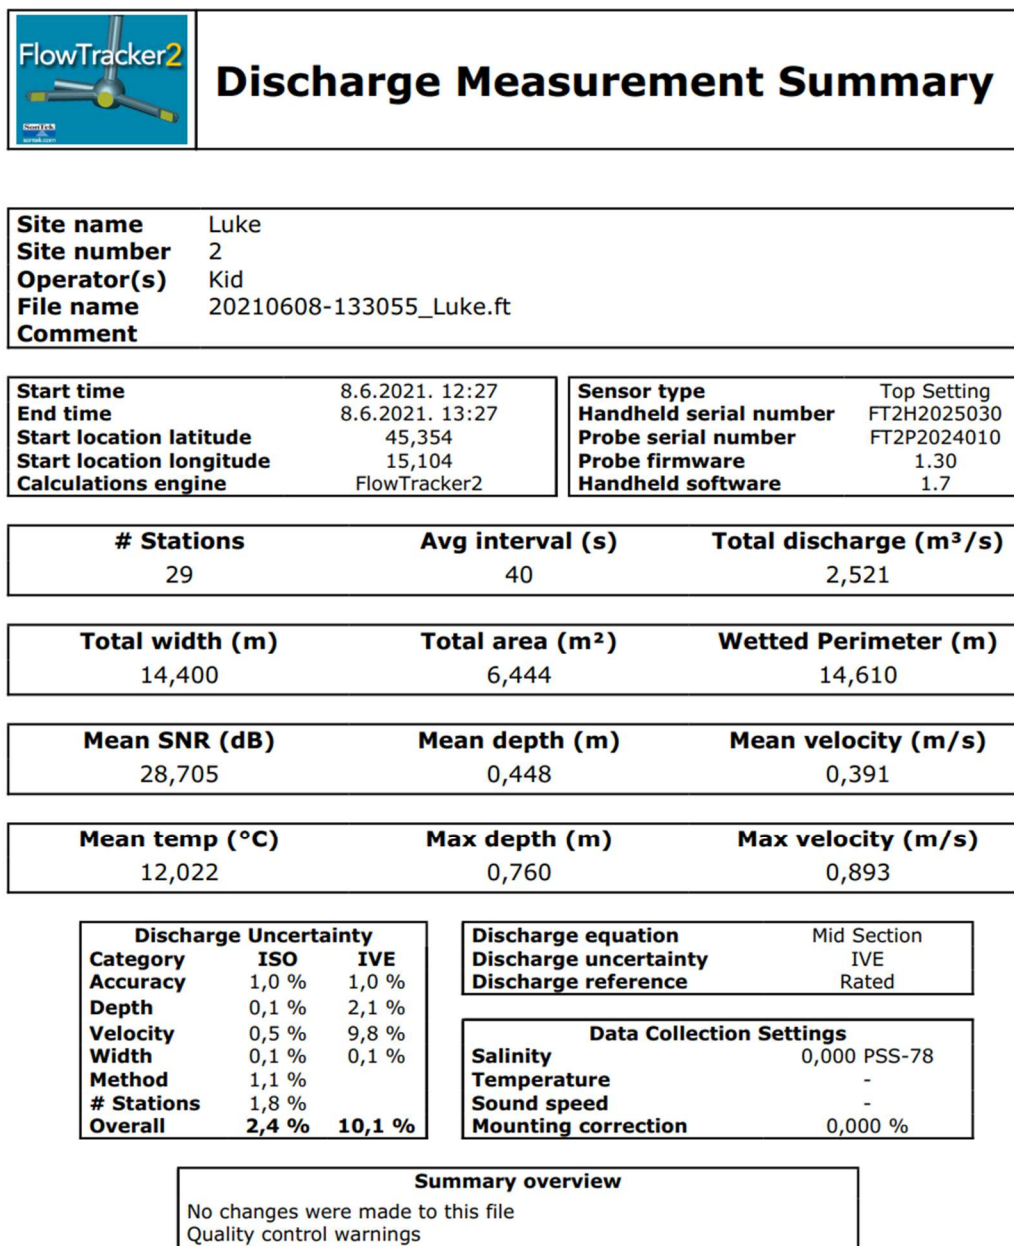 FlowTracker2
SonTek
sontek.com
Discharge Measurement Summary
Site name Luke
Site number 2
Operator(s) Kid
File name 20210608-133055_Luke.ft
Comment
Start time 8.6.2021. 12:27
End time 8.6.2021. 13:27
Start location latitude 45,354
Start location longitude 15,104
Calculations engine FlowTracker2
Sensor type Top Setting
Handheld serial number FT2H2025030
Probe serial number FT2P2024010
Probe firmware 1.30
Handheld software 1.7
# Stations Avg interval (s) Total discharge (m³/s)
29 40 2,521
Total width (m) Total area (m²) Wetted Perimeter (m)
14,400 6,444 14,610
Mean SNR (dB) Mean depth (m) Mean velocity (m/s)
28,705 0,448 0,391
Mean temp (°C) Max depth (m) Max velocity (m/s)
12,022 0,760 0,893
Discharge Uncertainty
Category ISO IVE
Accuracy 1,0 % 1,0 %
Depth 0,1 % 2,1 %
Velocity 0,5 % 9,8 %
Width 0,1 % 0,1 %
Method 1,1 %
# Stations 1,8 %
Overall 2,4 % 10,1 %
Discharge equation Mid Section
Discharge uncertainty IVE
Discharge reference Rated
Data Collection Settings
Salinity 0,000 PSS-78
Temperature -
Sound speed -
Mounting correction 0,000 %
Summary overview
No changes were made to this file
Quality control warnings